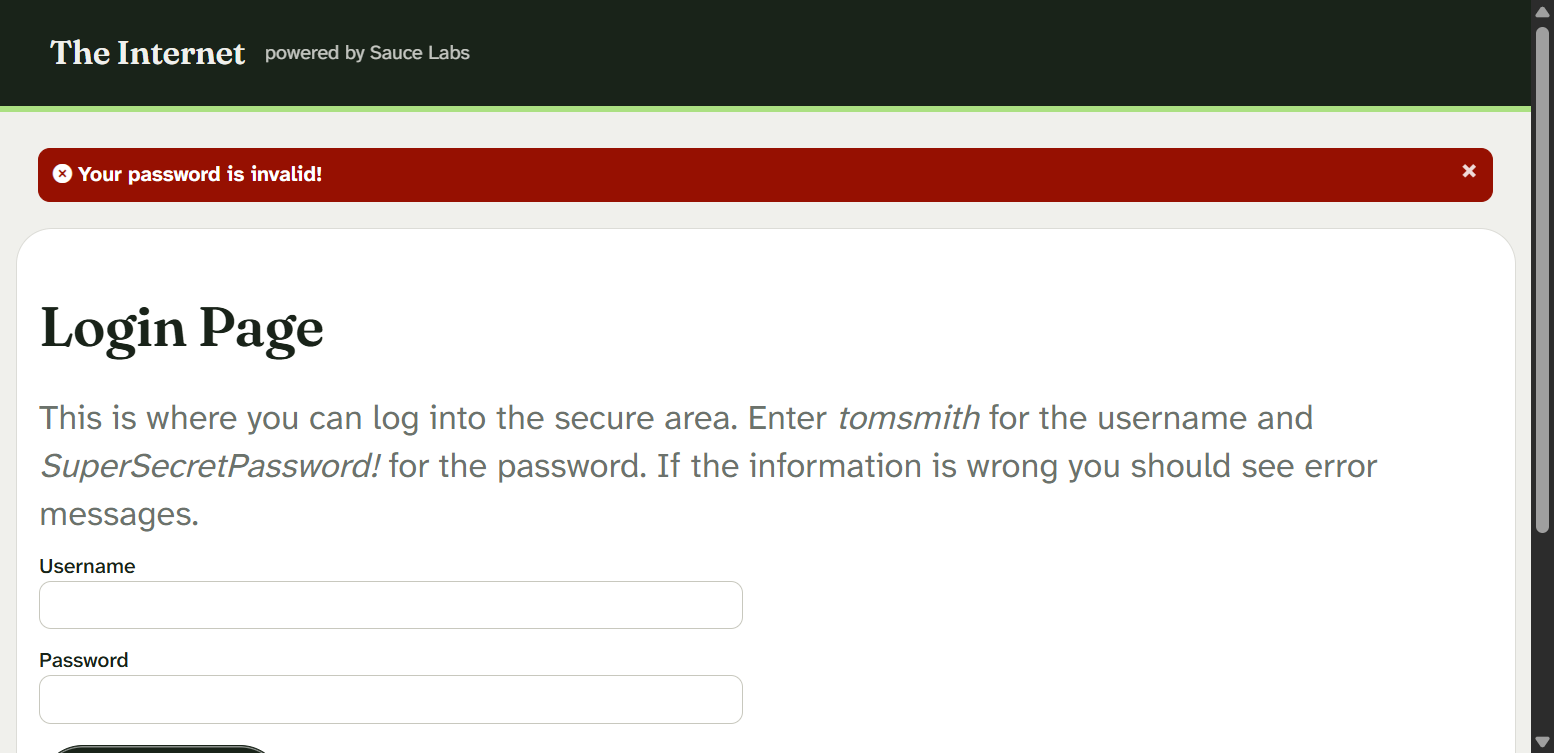 The Internet powered by Sauce Labs
Your password is invalid!
Login Page
This is where you can log into the secure area. Enter tomsmith for the username and
SuperSecretPassword! for the password. If the information is wrong you should see error
messages.
Username
Password